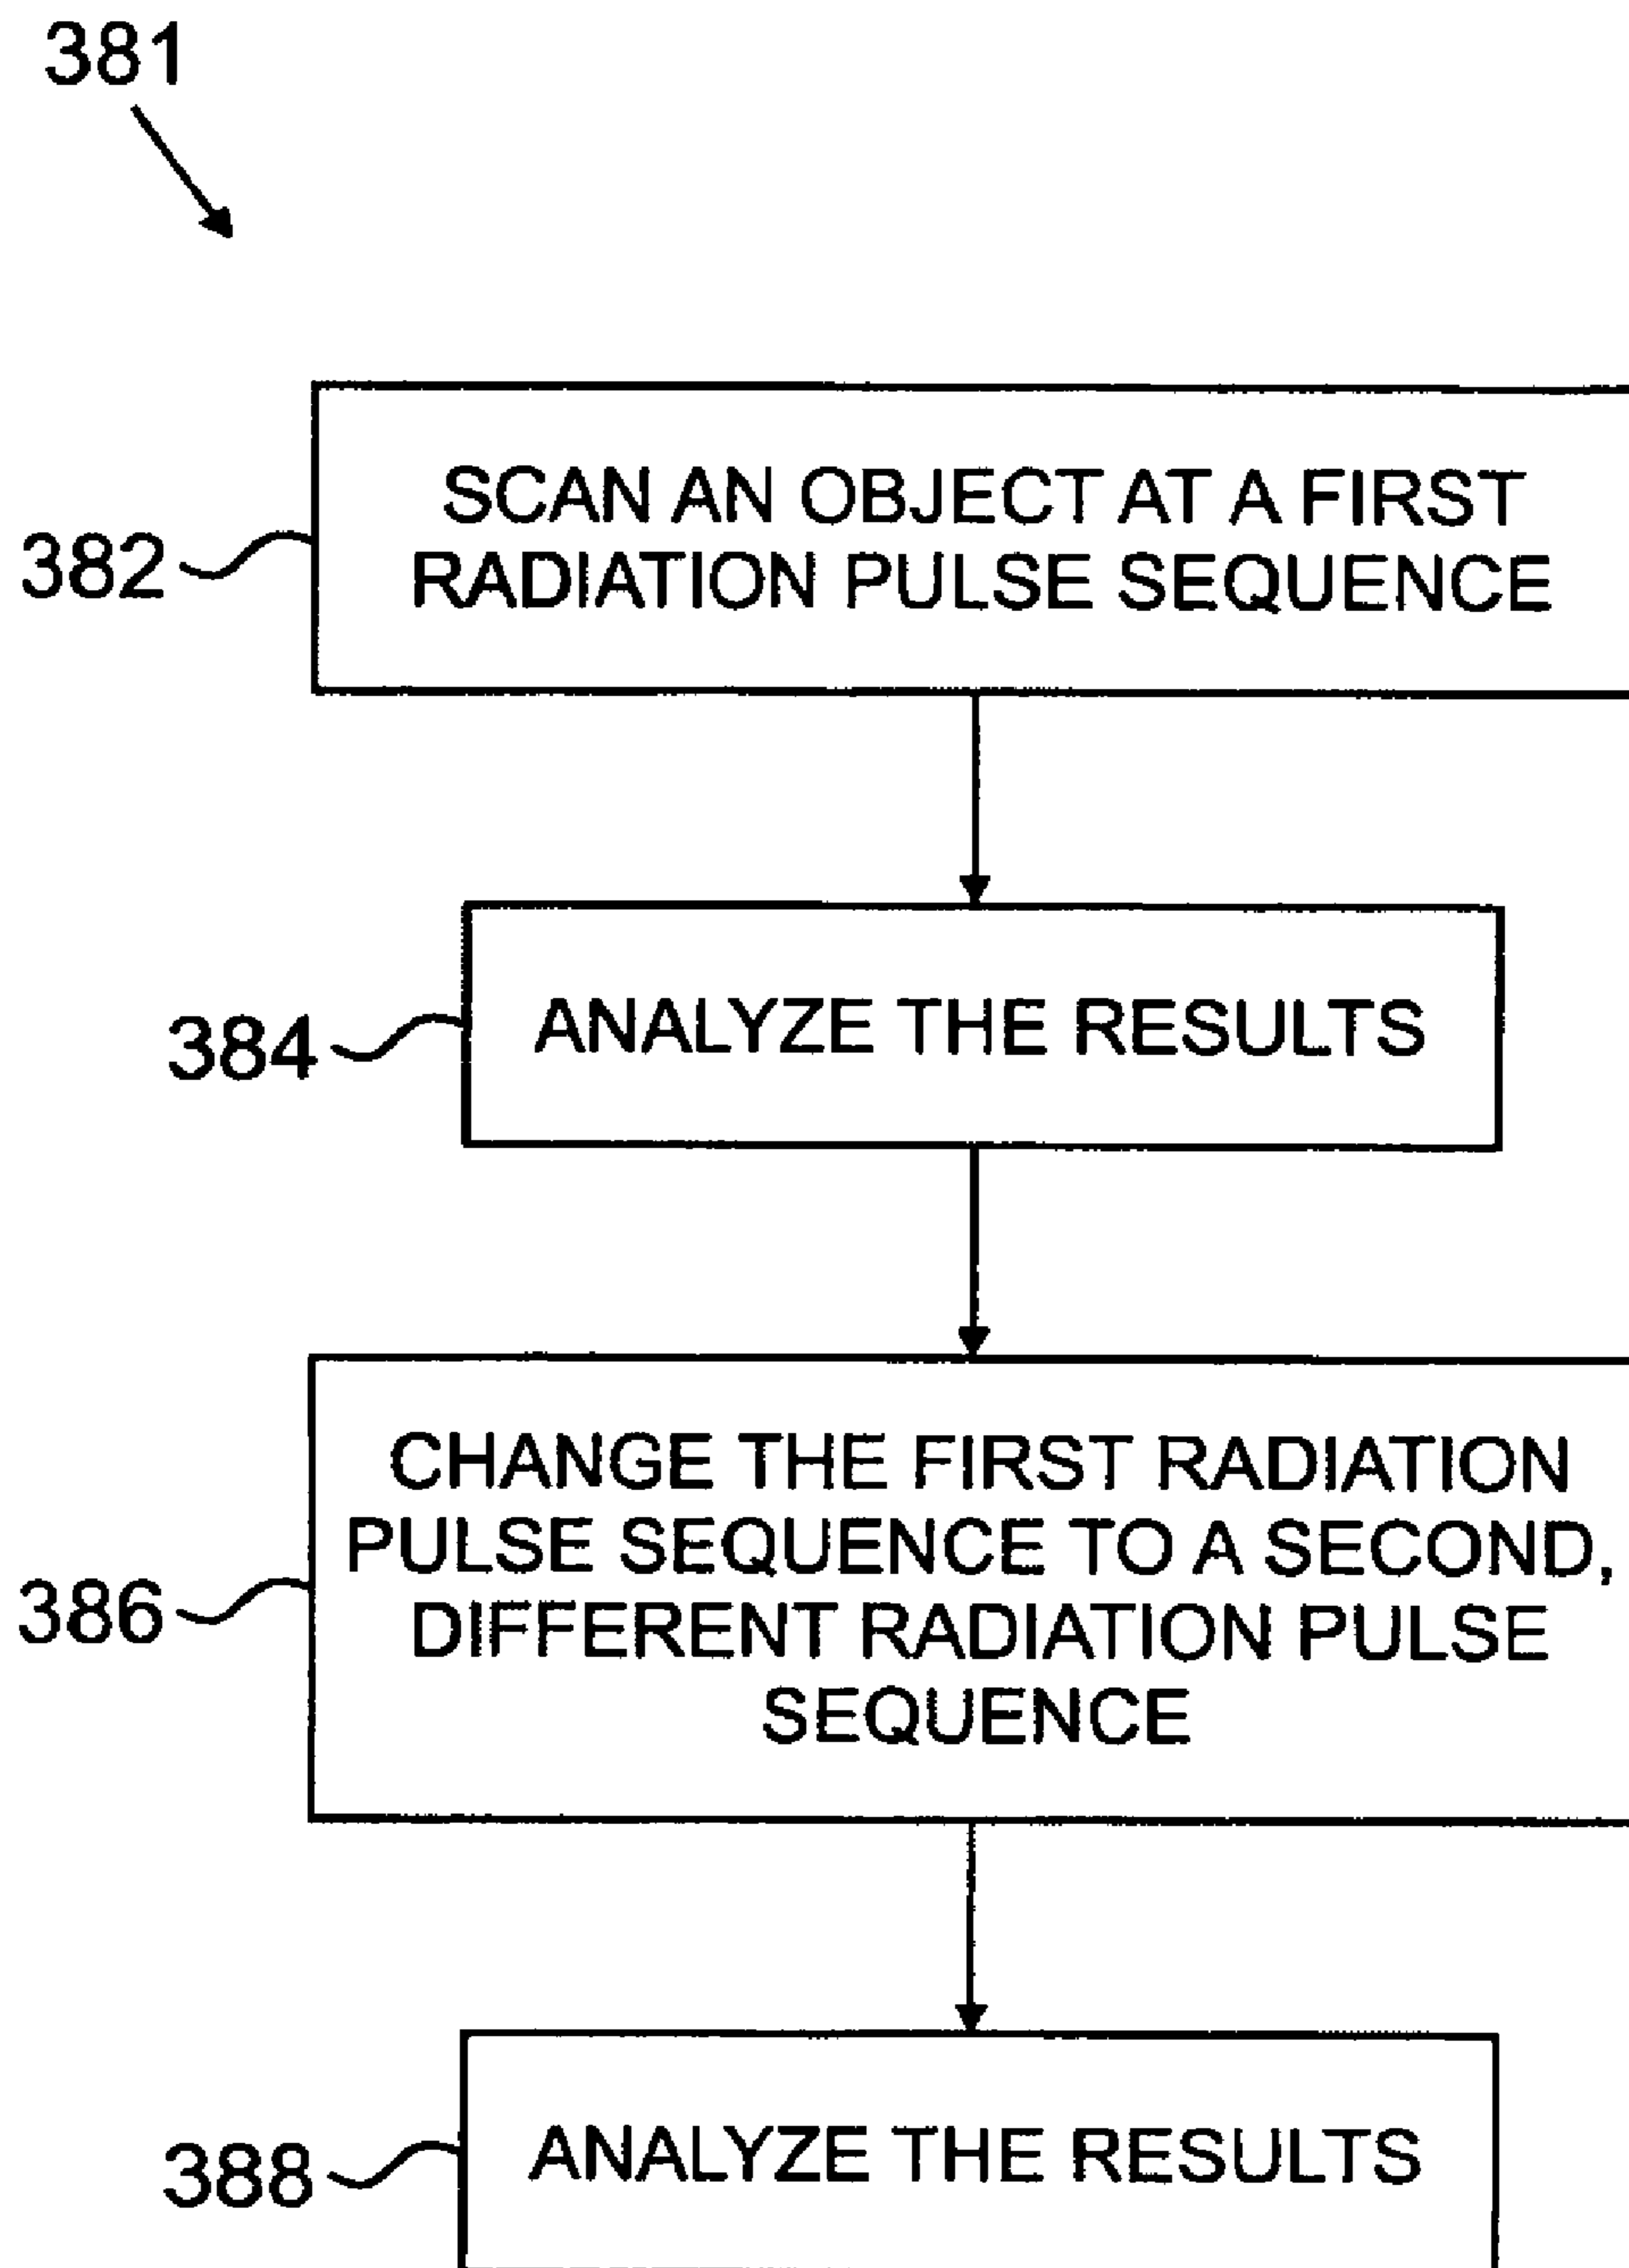 381
382
SCAN AN OBJECT AT A FIRST
RADIATION PULSE SEQUENCE
384
ANALYZE THE RESULTS
386
CHANGE THE FIRST RADIATION
PULSE SEQUENCE TO A SECOND,
DIFFERENT RADIATION PULSE
SEQUENCE
388
ANALYZE THE RESULTS